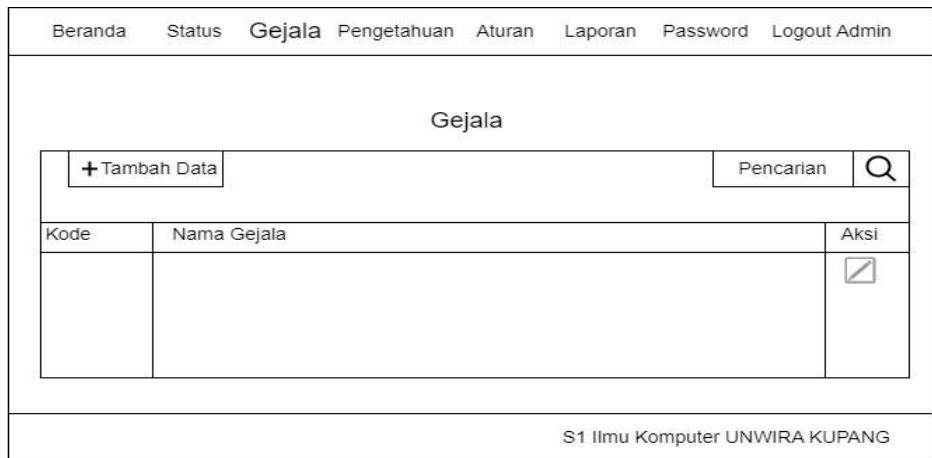 Beranda Status Gejala Pengetahuan Aturan Laporan Password Logout Admin
Gejala
+Tambah Data Pencarian
Kode Nama Gejala Aksi
S1 Ilmu Komputer UNWIRA KUPANG